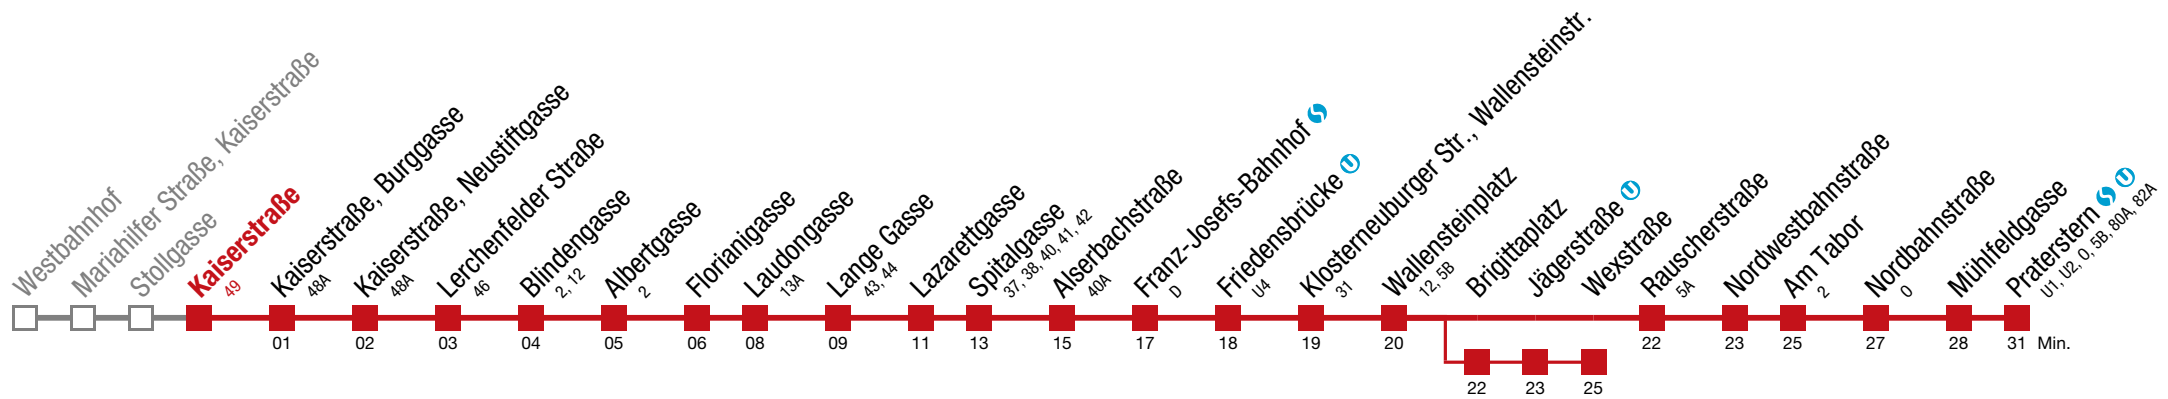 Westbahnhof
Mariahilfer Straße, Kaiserstraße
Stollgasse
Kaiserstraße
49
Kaiserstraße, Burggasse
48A
Kaiserstraße, Neustiftgasse
48A
Lerchenfelder Straße
46
Blindengasse
2, 12
Albertgasse
2
Florianigasse
Laudongasse
13A
Lange Gasse
43, 44
Lazarettgasse
Spitalgasse
37, 38, 40, 41, 42
Alserbachstraße
40A
Franz-Josefs-Bahnhof S
D
Friedensbrücke U
U4
Klosterneuburger Str., Wallensteinstr.
31
Wallensteinplatz
12, 5B
Brigittaplatz
Jägerstraße U
Wexstraße
Rauscherstraße
5A
Nordwestbahnstraße
Am Tabor
2
Nordbahnstraße
O
Mühlfeldgasse
Praterstern S U
U1, U2, O, 5B, 80A, 82A
01 02 03 04 05 06 08 09 11 13 15 17 18 19 20 22 23 25 27 28 31 Min.
22 23 25